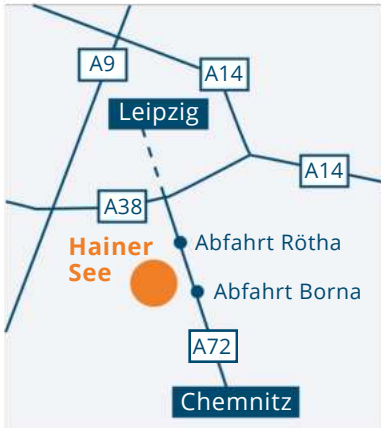 A9
A14
Leipzig
A14
A38
Hainer
See
Abfahrt Rötha
Abfahrt Borna
A72
Chemnitz